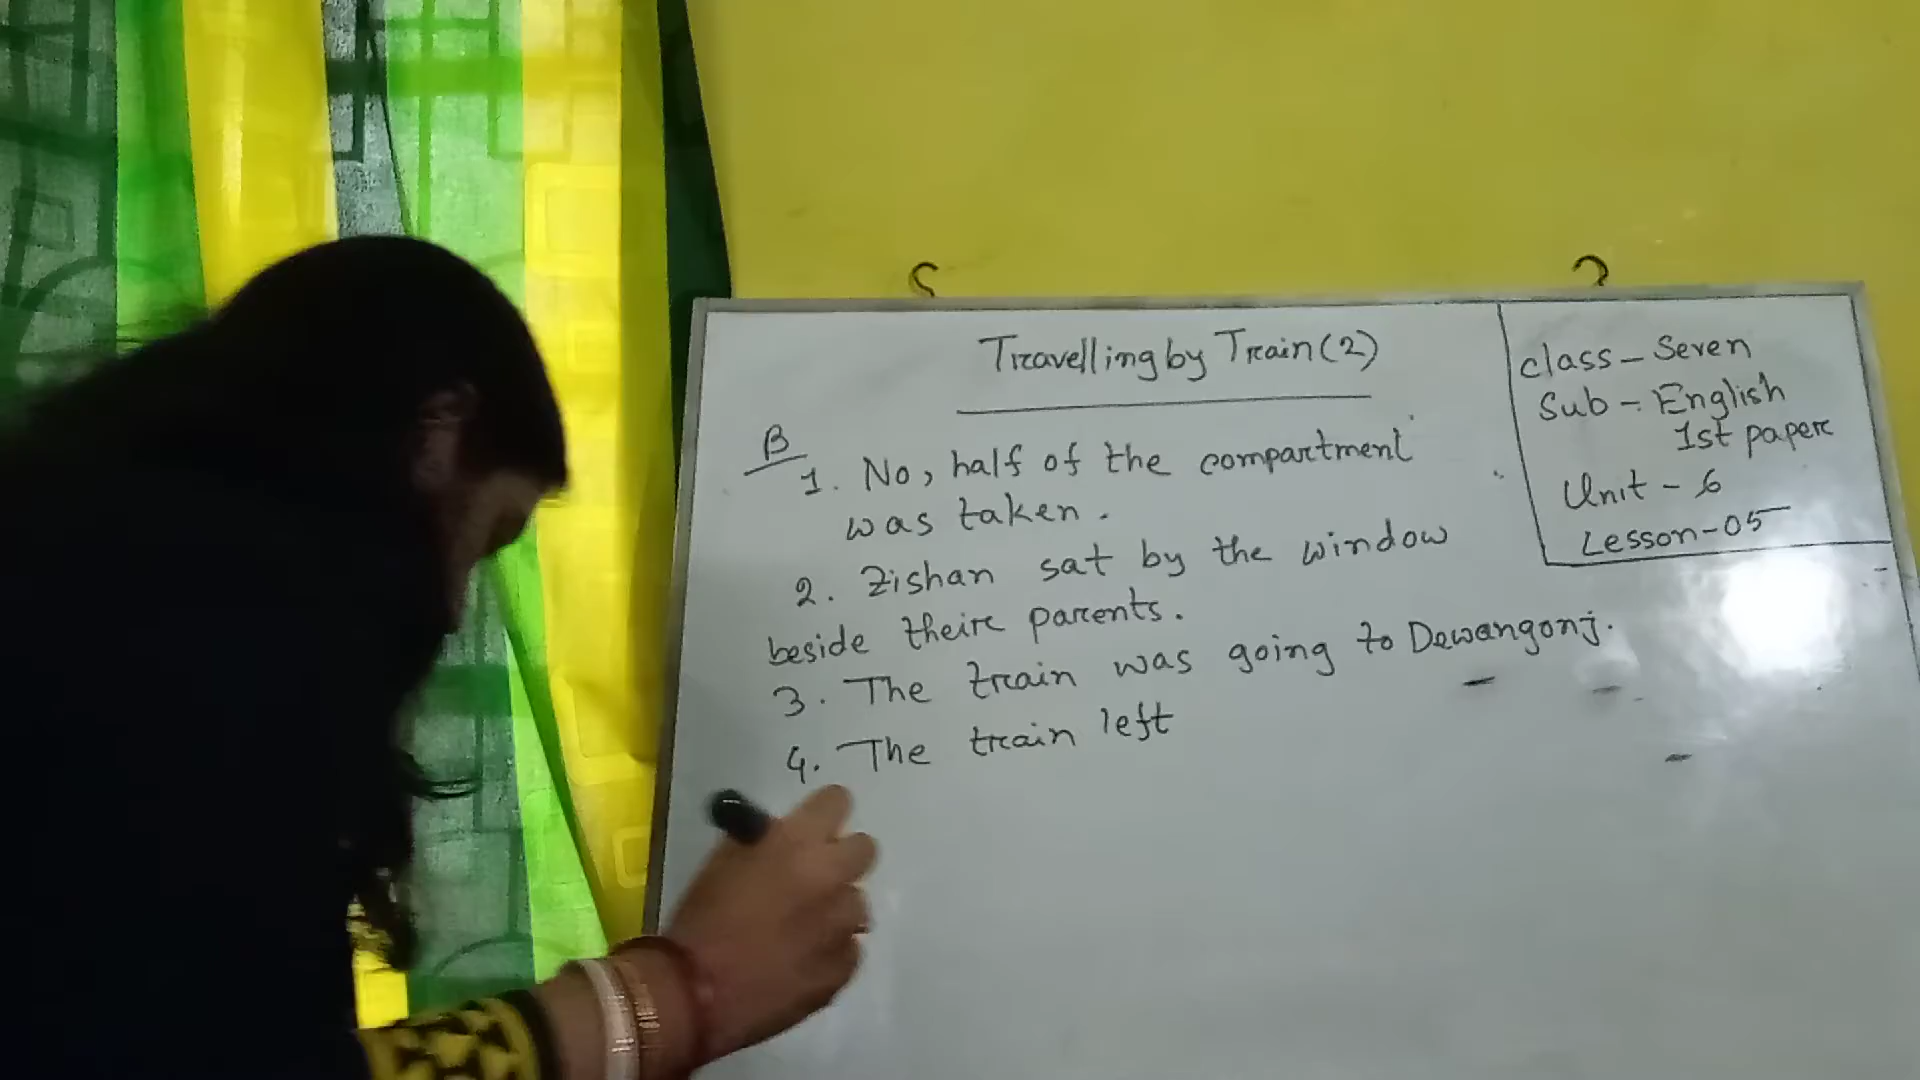 Travelling by Train (2)
class - Seven
Sub - English
1st paper
Unit - 6
Lesson - 05
B
1. No, half of the compartment
was taken.
2. Zishan sat by the window
beside their parents.
3. The train was going to Dewangonj.
4. The train left